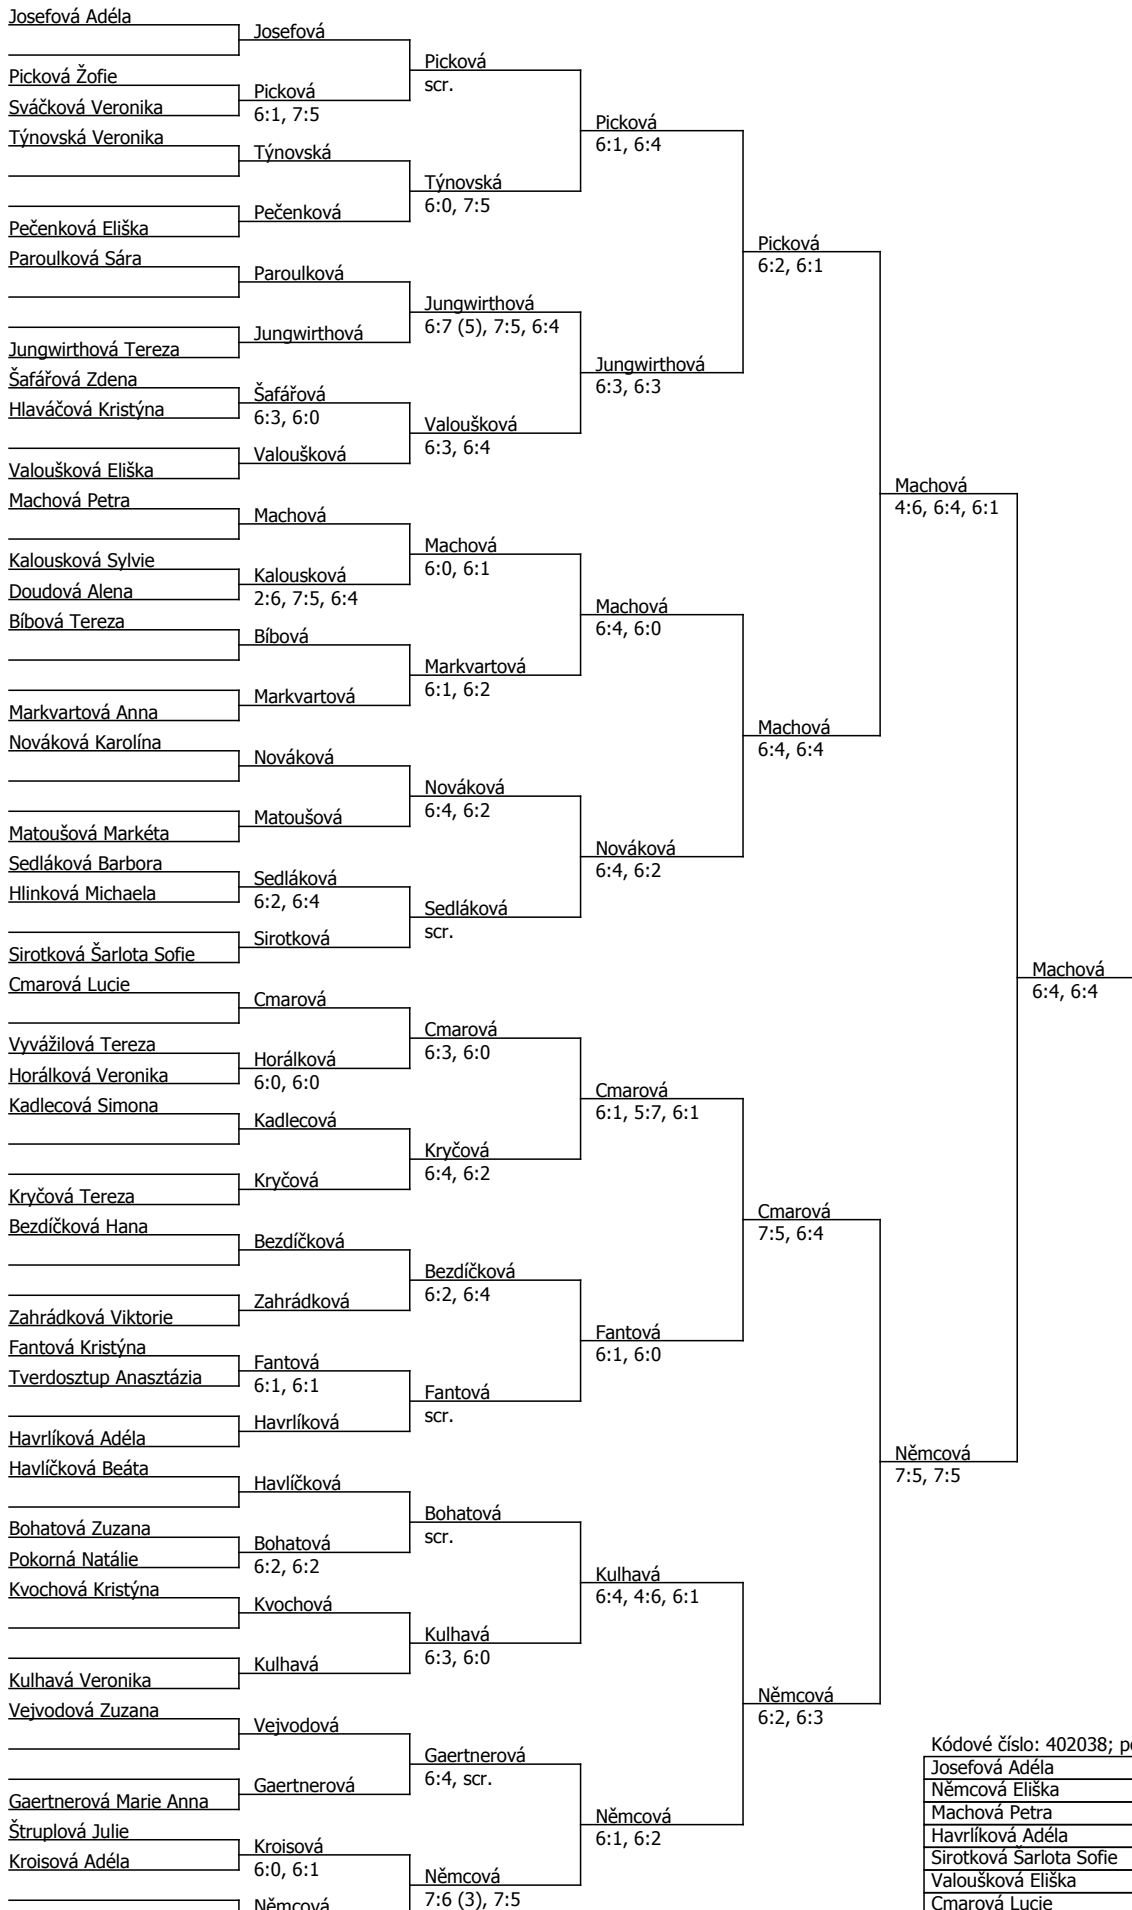 Josefová Adéla
Picková Žofie
Sváčková Veronika
Týnovská Veronika
Pečenková Eliška
Paroulková Sára
Jungwirthová Tereza
Šafářová Zdena
Hlaváčová Kristýna
Valoušková Eliška
Machová Petra
Kalousková Sylvie
Doudová Alena
Bíbová Tereza
Markvartová Anna
Nováková Karolína
Matoušová Markéta
Sedláková Barbora
Hlinková Michaela
Sirotková Šarlota Sofie
Cmarová Lucie
Vyvážilová Tereza
Horálková Veronika
Kadlecová Simona
Kryčová Tereza
Bezdíčková Hana
Zahrádková Viktorie
Fantová Kristýna
Tverdosztup Anasztázia
Havrlíková Adéla
Havlíčková Beáta
Bohatová Zuzana
Pokorná Natálie
Kvochová Kristýna
Kulhavá Veronika
Vejvodová Zuzana
Gaertnerová Marie Anna
Štruplová Julie
Kroisová Adéla
Josefová
Picková
6:1, 7:5
Týnovská
Pečenková
Paroulková
Jungwirthová
Šafářová
6:3, 6:0
Valoušková
Machová
Kalousková
2:6, 7:5, 6:4
Bíbová
Markvartová
Nováková
Matoušová
Sedláková
6:2, 6:4
Sirotková
Cmarová
Horálková
6:0, 6:0
Kadlecová
Kryčová
Bezdíčková
Zahrádková
Fantová
6:1, 6:1
Havrlíková
Havlíčková
Bohatová
6:2, 6:2
Kvochová
Kulhavá
Vejvodová
Gaertnerová
Kroisová
6:0, 6:1
Němcová
Picková
scr.
Týnovská
6:0, 7:5
Jungwirthová
6:7 (5), 7:5, 6:4
Valoušková
6:3, 6:4
Machová
6:0, 6:1
Markvartová
6:1, 6:2
Nováková
6:4, 6:2
Sedláková
scr.
Cmarová
6:3, 6:0
Kryčová
6:4, 6:2
Bezdíčková
6:2, 6:4
Fantová
scr.
Bohatová
scr.
Kulhavá
6:3, 6:0
Gaertnerová
6:4, scr.
Němcová
7:6 (3), 7:5
Picková
6:1, 6:4
Jungwirthová
6:3, 6:3
Machová
6:4, 6:0
Nováková
6:4, 6:2
Cmarová
6:1, 5:7, 6:1
Fantová
6:1, 6:0
Kulhavá
6:4, 4:6, 6:1
Němcová
6:1, 6:2
Picková
6:2, 6:1
Machová
6:4, 6:4
Cmarová
7:5, 6:4
Němcová
6:2, 6:3
Machová
4:6, 6:4, 6:1
Němcová
7:5, 7:5
Machová
6:4, 6:4
Kódové číslo: 402038;
Josefová Adéla
Němcová Eliška
Machová Petra
Havrlíková Adéla
Sirotková Šarlota Sofie
Valoušková Eliška
Cmarová Lucie